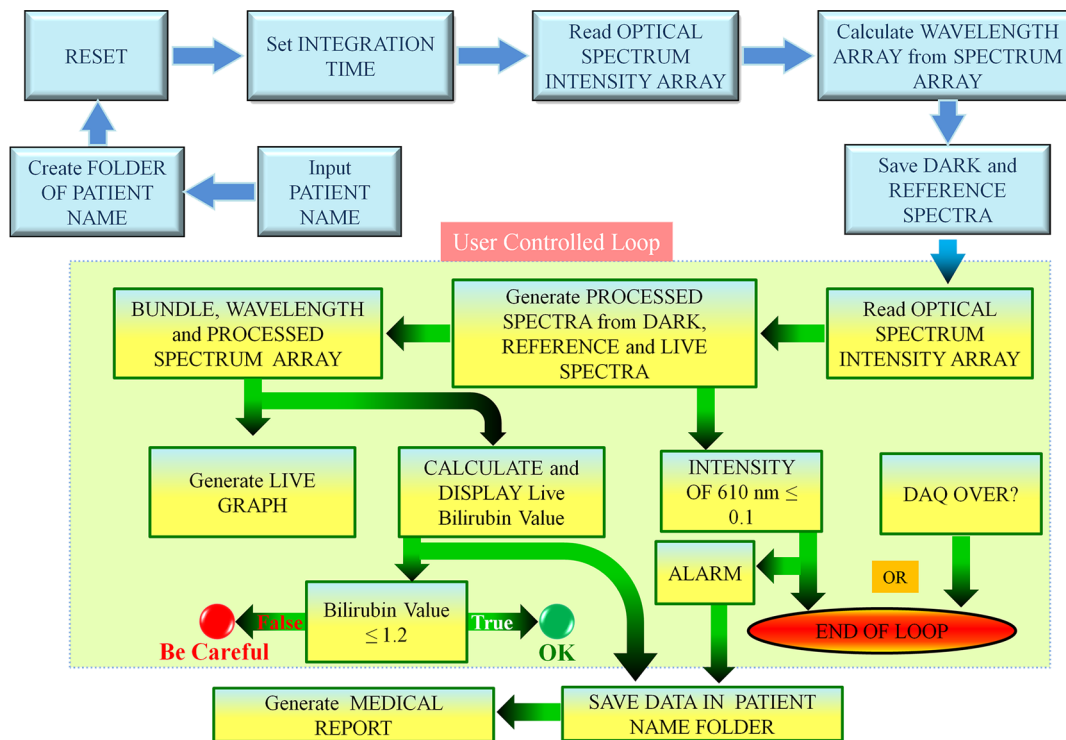 RESET
Set INTEGRATION
TIME
Read OPTICAL
SPECTRUM
INTENSITY ARRAY
Calculate WAVELENGTH
ARRAY from SPECTRUM
ARRAY
Create FOLDER
OF PATIENT
NAME
Input
PATIENT
NAME
Save DARK and
REFERENCE
SPECTRA
User Controlled Loop
BUNDLE, WAVELENGTH
and PROCESSED
SPECTRUM ARRAY
Generate PROCESSED
SPECTRA from DARK,
REFERENCE and LIVE
SPECTRA
Read OPTICAL
SPECTRUM
INTENSITY ARRAY
Generate LIVE
GRAPH
CALCULATE and
DISPLAY Live
Bilirubin Value
INTENSITY
OF 610 nm ≤
0.1
DAQ OVER?
ALARM
OR
Bilirubin Value
≤ 1.2
False
True
Be Careful
OK
END OF LOOP
Generate MEDICAL
REPORT
SAVE DATA IN PATIENT
NAME FOLDER